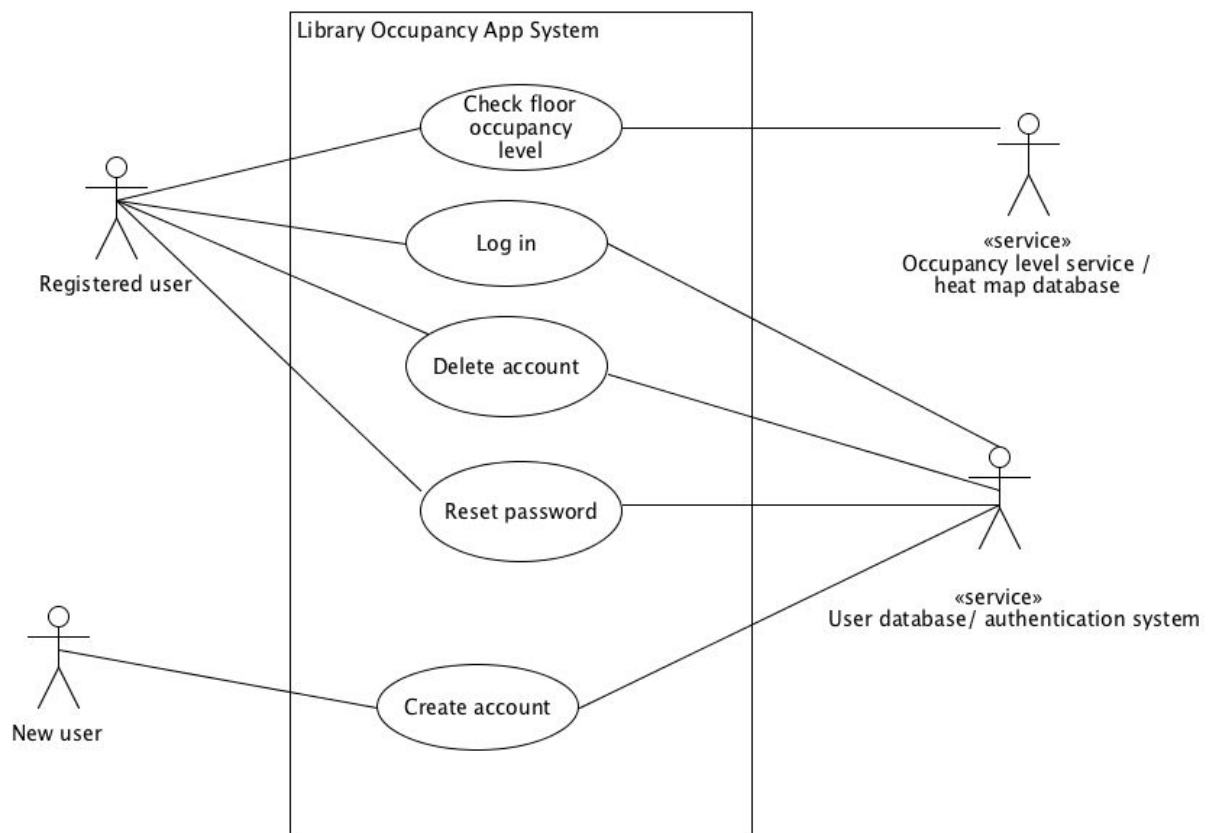 Library Occupancy App System
Check floor
occupancy
level
Registered user
Log in
«service»
Occupancy level service /
heat map database
Delete account
Reset password
«service»
User database/ authentication system
New user
Create account